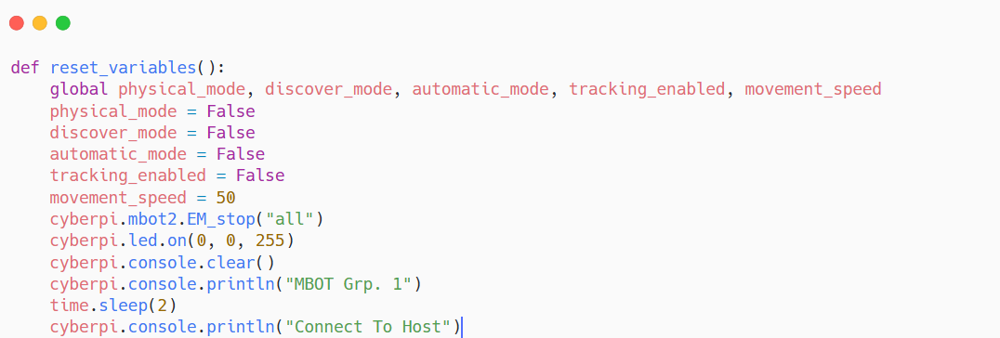 def reset_variables():
    global physical_mode, discover_mode, automatic_mode, tracking_enabled, movement_speed
    physical_mode = False
    discover_mode = False
    automatic_mode = False
    tracking_enabled = False
    movement_speed = 50
    cyberpi.mbot2.EM_stop("all")
    cyberpi.led.on(0, 0, 255)
    cyberpi.console.clear()
    cyberpi.console.println("MBOT Grp. 1")
    time.sleep(2)
    cyberpi.console.println("Connect To Host")